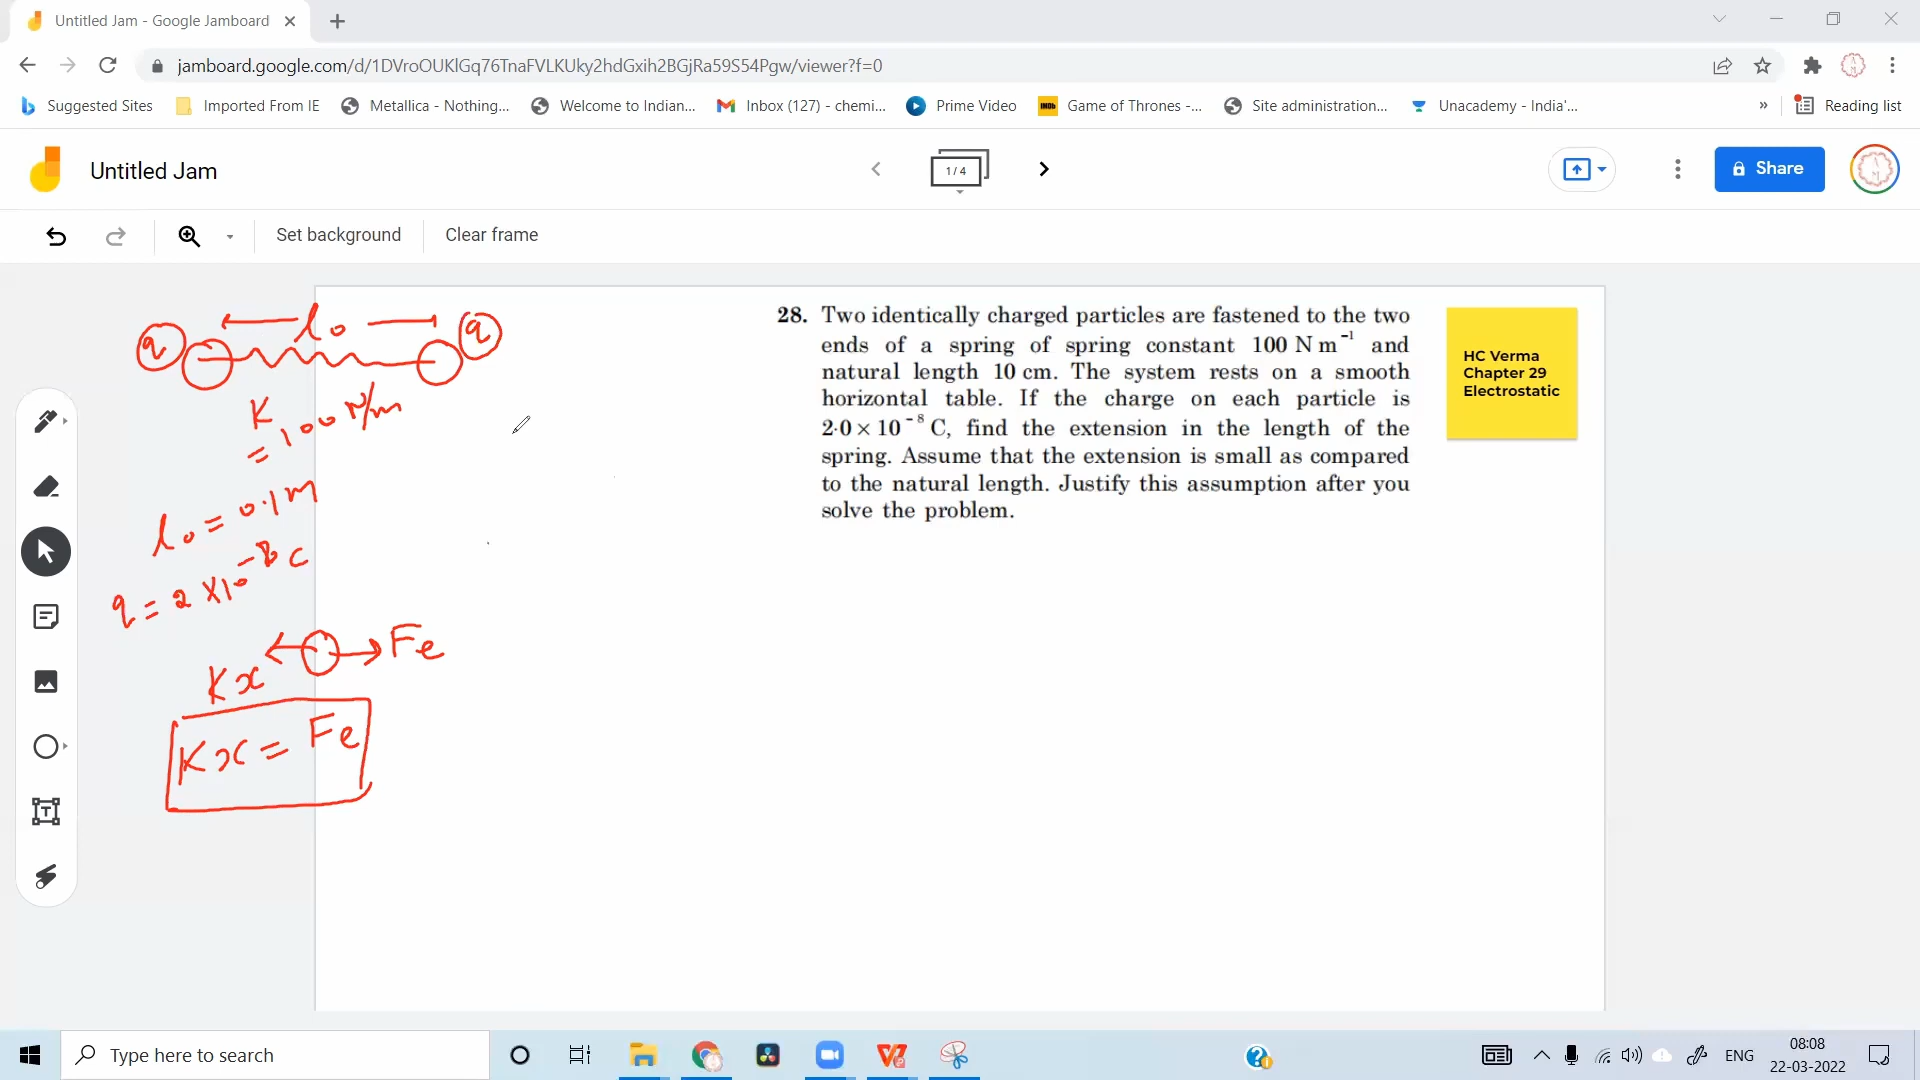 Untitled Jam - Google Jamboard
jamboard.google.com/d/1DVroOUKlGq76TnaFVLKUky2hdGxih2BGjRa59S54Pgw/viewer?f=0
Suggested Sites
Imported From IE
Metallica - Nothing...
Welcome to Indian...
Inbox (127) - chemi...
Prime Video
IMDb
Game of Thrones -...
Site administration...
Unacademy - India'...
»
Reading list
Untitled Jam
1 / 4
Share
Set background
Clear frame
l₀
q
q
K
= 100 N/m
l₀ = 0.1 m
q = 2 × 10⁻⁸ C
Fe
Kx
Kx = Fe
28. Two identically charged particles are fastened to the two
ends of a spring of spring constant 100 N m⁻¹ and
natural length 10 cm. The system rests on a smooth
horizontal table. If the charge on each particle is
2·0 × 10⁻⁸ C, find the extension in the length of the
spring. Assume that the extension is small as compared
to the natural length. Justify this assumption after you
solve the problem.
HC Verma
Chapter 29
Electrostatic
Type here to search
ENG
08:08
22-03-2022